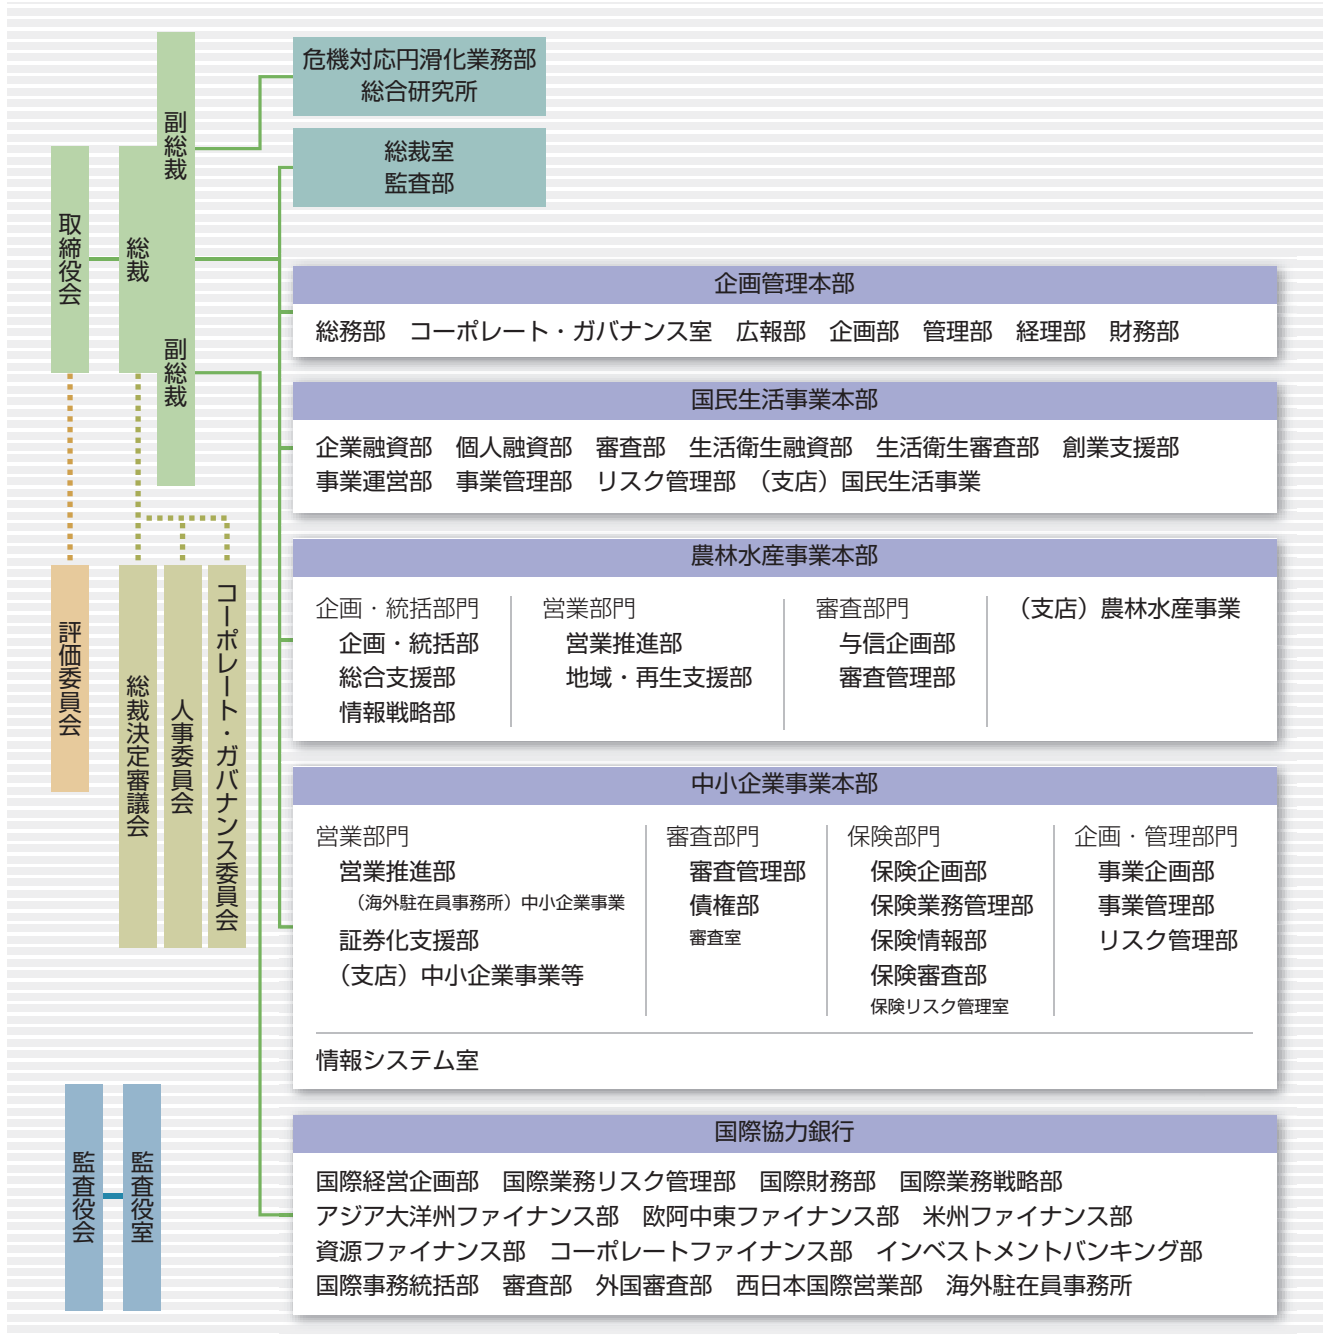 取締役会
総裁
副総裁
副総裁
危機対応円滑化業務部
総合研究所
総裁室
監査部
企画管理本部
総務部　コーポレート・ガバナンス室　広報部　企画部　管理部　経理部　財務部
国民生活事業本部
企業融資部　個人融資部　審査部　生活衛生融資部　生活衛生審査部　創業支援部
事業運営部　事業管理部　リスク管理部　（支店）国民生活事業
農林水産事業本部
企画・統括部門
企画・統括部
総合支援部
情報戦略部
営業部門
営業推進部
地域・再生支援部
審査部門
与信企画部
審査管理部
（支店）農林水産事業
中小企業事業本部
営業部門
営業推進部
（海外駐在員事務所）中小企業事業
証券化支援部
（支店）中小企業事業等
審査部門
審査管理部
債権部
審査室
保険部門
保険企画部
保険業務管理部
保険情報部
保険審査部
保険リスク管理室
企画・管理部門
事業企画部
事業管理部
リスク管理部
情報システム室
国際協力銀行
国際経営企画部　国際業務リスク管理部　国際財務部　国際業務戦略部
アジア大洋州ファイナンス部　欧阿中東ファイナンス部　米州ファイナンス部
資源ファイナンス部　コーポレートファイナンス部　インベストメントバンキング部
国際事務統括部　審査部　外国審査部　西日本国際営業部　海外駐在員事務所
評価委員会
総裁決定審議会
人事委員会
コーポレート・ガバナンス委員会
監査役会
監査役室